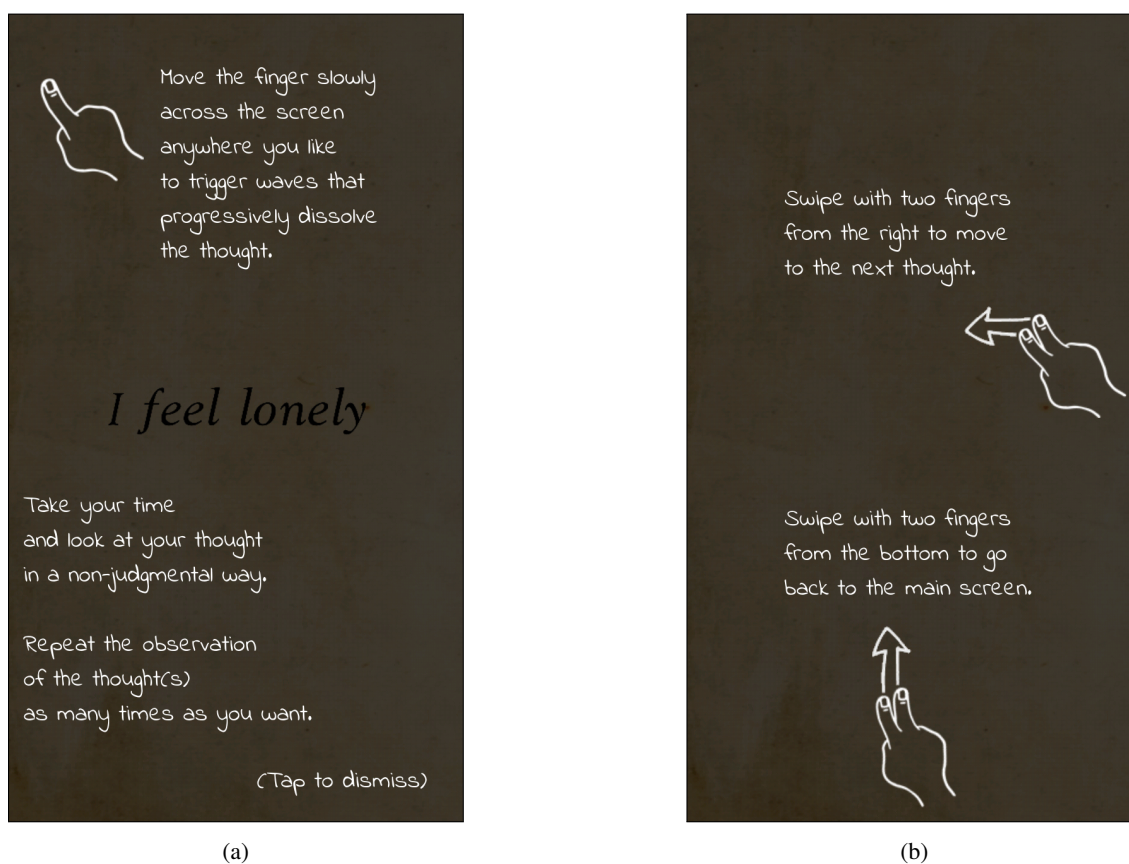 Move the finger slowly
across the screen
anywhere you like
to trigger waves that
progressively dissolve
the thought.
I feel lonely
Take your time
and look at your thought
in a non-judgmental way.
Repeat the observation
of the thought(s)
as many times as you want.
(Tap to dismiss)
(a)
Swipe with two fingers
from the right to move
to the next thought.
Swipe with two fingers
from the bottom to go
back to the main screen.
(b)